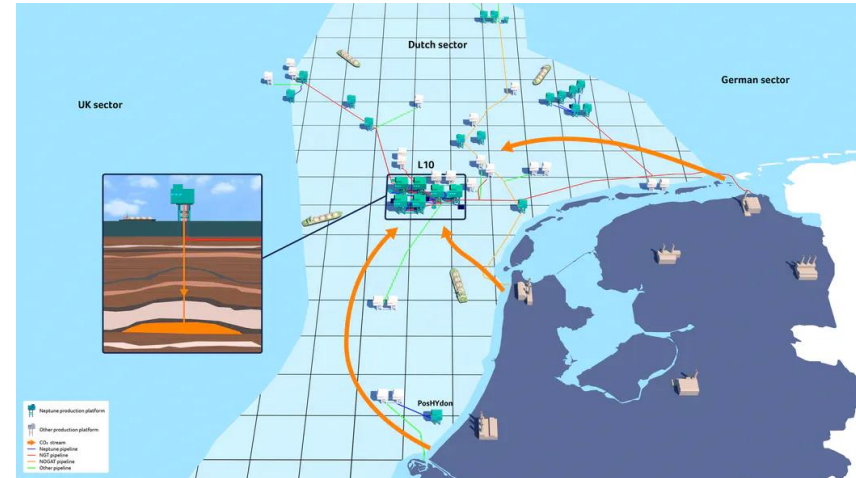 Dutch sector
German sector
UK sector
L10
PosHYdon
Neptune production platform
Other production platform
CO₂ stream
Neptune pipeline
NGT pipeline
NOGAT pipeline
Other pipeline